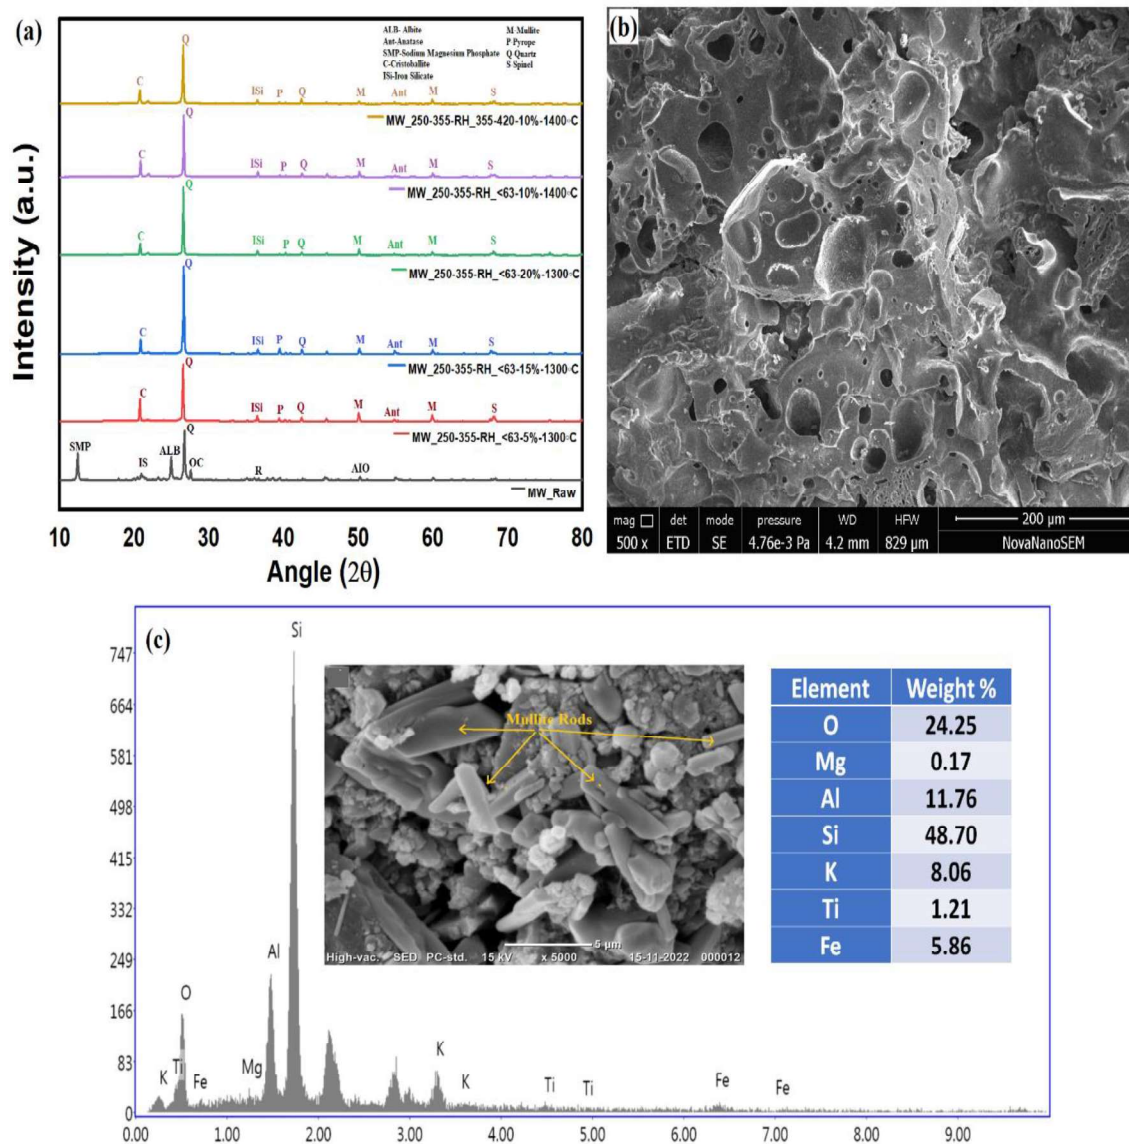 (a)
ALB- Albite
Ant-Anatase
SMP-Sodium Magnesium Phosphate
C-Cristoballite
ISi-Iron Silicate
M-Mullite
P-Pyrope
Q-Quartz
S-Spinel
Intensity (a.u.)
C Q ISi P Q M Ant M S
MW_250-355-RH_355-420-10%-1400◦C
C Q ISi P Q M Ant M S
MW_250-355-RH_<63-10%-1400◦C
C Q ISi P Q M Ant M S
MW_250-355-RH_<63-20%-1300◦C
C Q ISi P Q M Ant M S
MW_250-355-RH_<63-15%-1300◦C
C Q ISi P Q M Ant M S
MW_250-355-RH_<63-5%-1300◦C
SMP IS ALB Q OC R AlO
MW_Raw
10 20 30 40 50 60 70 80
Angle (2θ)
(b)
mag det mode pressure WD HFW 200 µm
500 x ETD SE 4.76e-3 Pa 4.2 mm 829 µm NovaNanoSEM
(c)
747
664
581
498
415
332
249
166
83
0
Si
Al
O
K
Ti
Fe
Mg
K
K
Ti
Ti
Fe
Fe
0.00 1.00 2.00 3.00 4.00 5.00 6.00 7.00 8.00 9.00
Mullite Rods
5 µm
High-vac. SED PC-std. 15 kV x 5000 15-11-2022 000012
Element Weight %
O 24.25
Mg 0.17
Al 11.76
Si 48.70
K 8.06
Ti 1.21
Fe 5.86